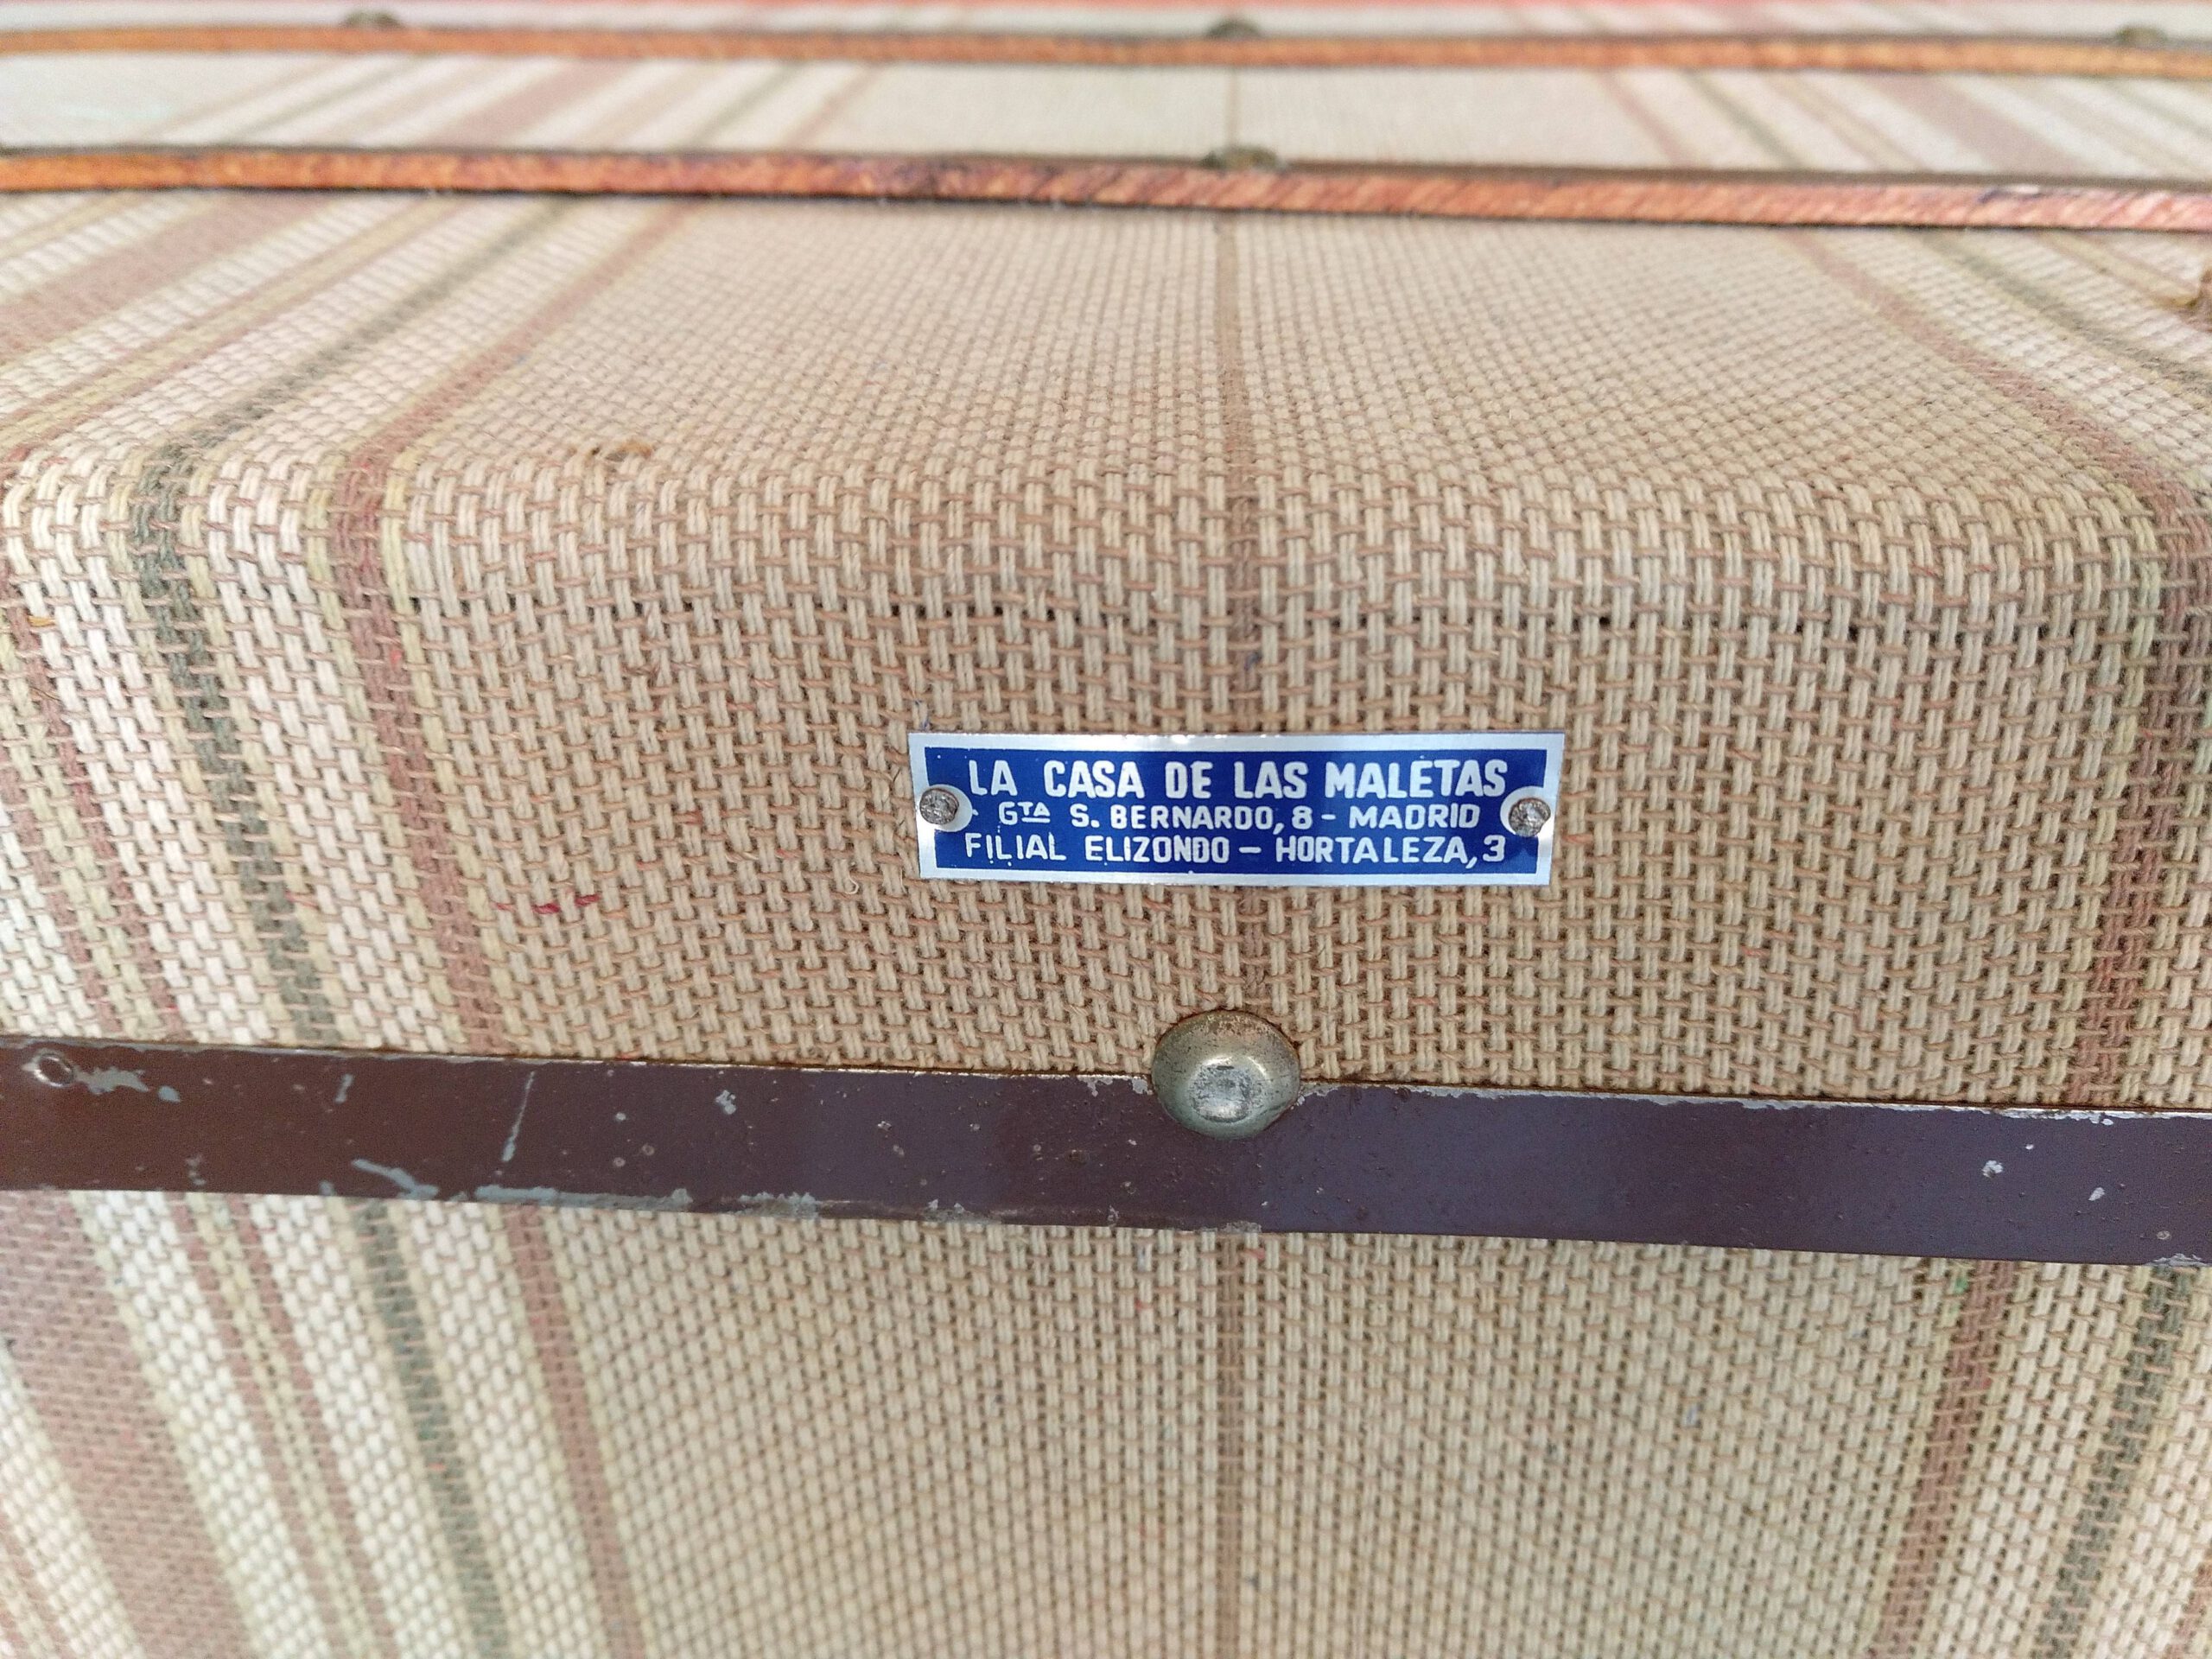 LA CASA DE LAS MALETAS
GTA S. BERNARDO, 8 - MADRID
FILIAL ELIZONDO - HORTALEZA, 3